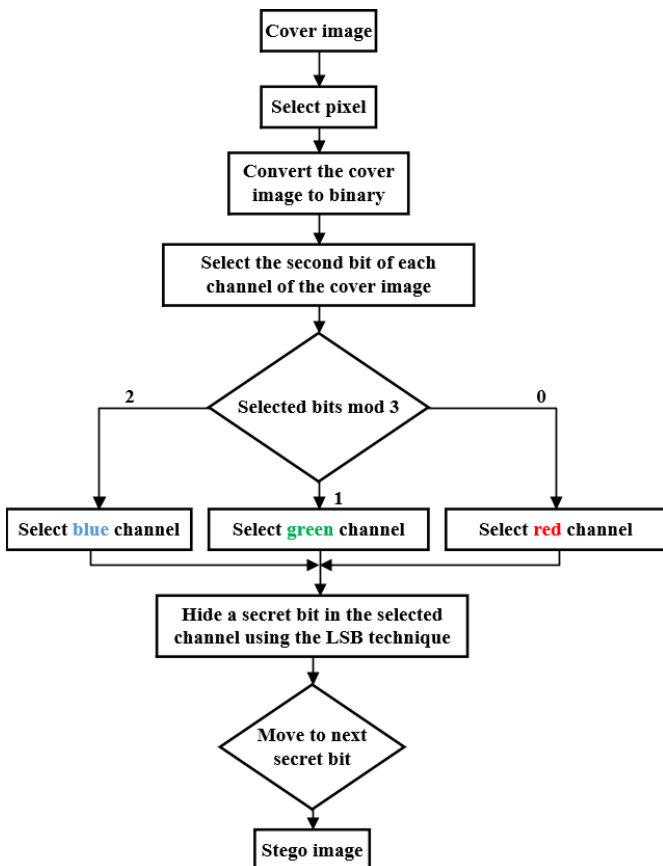 Cover image
Select pixel
Convert the cover
image to binary
Select the second bit of each
channel of the cover image
2
Selected bits mod 3
0
1
Select blue channel
Select green channel
Select red channel
Hide a secret bit in the selected
channel using the LSB technique
Move to next
secret bit
Stego image